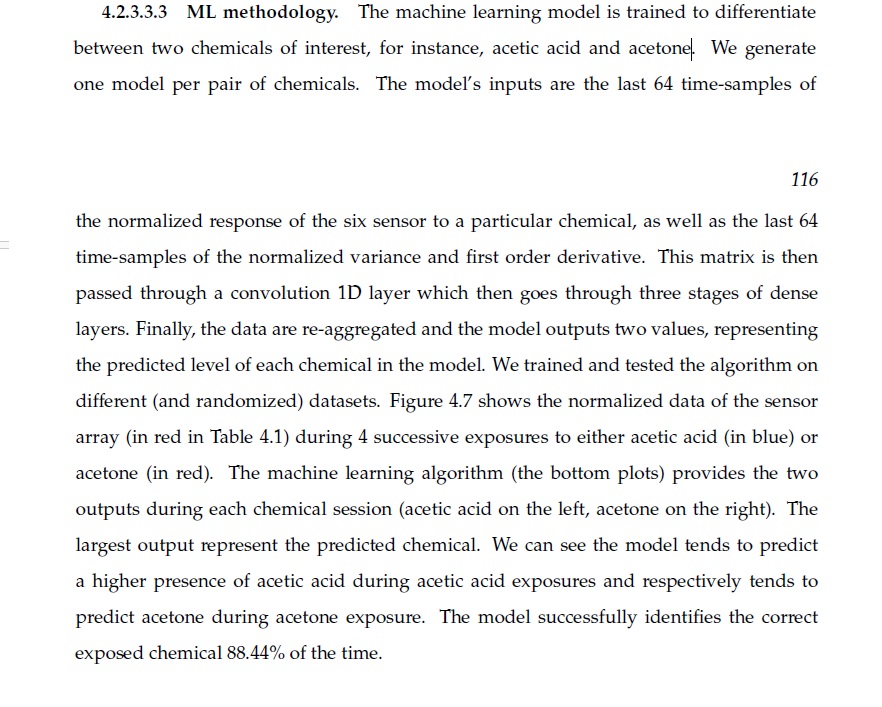 4.2.3.3.3 ML methodology. The machine learning model is trained to differentiate
between two chemicals of interest, for instance, acetic acid and acetone. We generate
one model per pair of chemicals. The model's inputs are the last 64 time-samples of
116
the normalized response of the six sensor to a particular chemical, as well as the last 64
time-samples of the normalized variance and first order derivative. This matrix is then
passed through a convolution 1D layer which then goes through three stages of dense
layers. Finally, the data are re-aggregated and the model outputs two values, representing
the predicted level of each chemical in the model. We trained and tested the algorithm on
different (and randomized) datasets. Figure 4.7 shows the normalized data of the sensor
array (in red in Table 4.1) during 4 successive exposures to either acetic acid (in blue) or
acetone (in red). The machine learning algorithm (the bottom plots) provides the two
outputs during each chemical session (acetic acid on the left, acetone on the right). The
largest output represent the predicted chemical. We can see the model tends to predict
a higher presence of acetic acid during acetic acid exposures and respectively tends to
predict acetone during acetone exposure. The model successfully identifies the correct
exposed chemical 88.44% of the time.